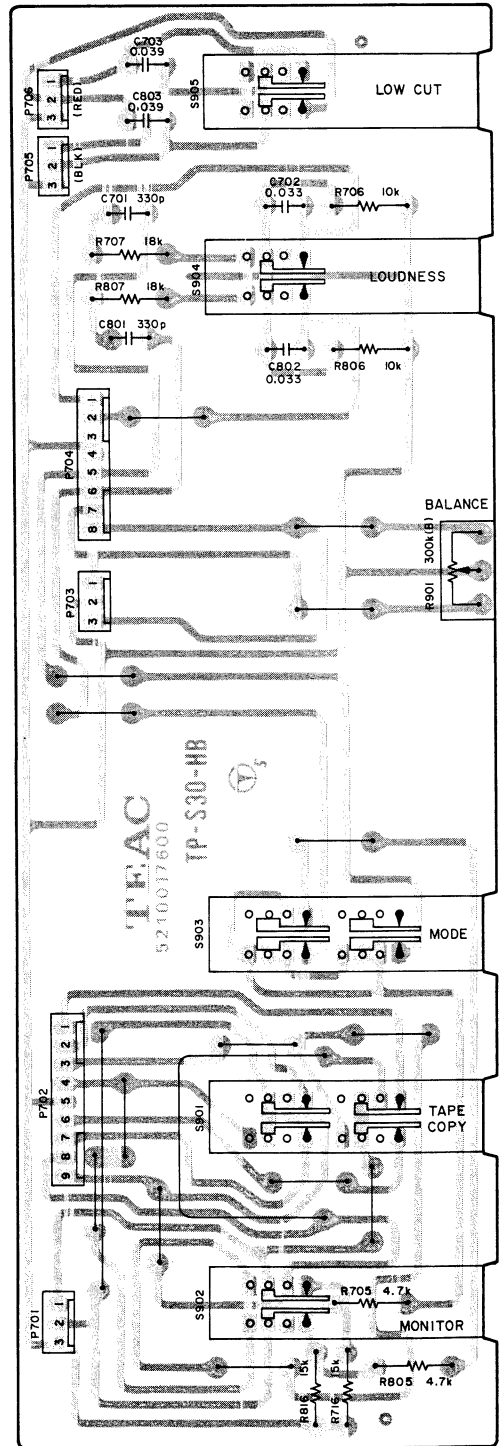 C703
0.039
C803
0.039
P706
1 2 3
(RED)
S905
LOW CUT
P705
1 2 3
(BLK)
C701 330p
C702
0.033
R706 10k
R707 18k
S904
LOUDNESS
R807 18k
C801 330p
C802
0.033
R806 10k
P704
1 2 3 4 5 6 7 8
BALANCE
300k(B)
R901
P703
1 2 3
TEAC
5210017600
TP-S30-HB
5
S903
MODE
P702
1 2 3 4 5 6 7 8 9
S901
TAPE
COPY
P701
1 2 3
S902
R705 4.7k
MONITOR
15k
R816
15k
R716
R805 4.7k